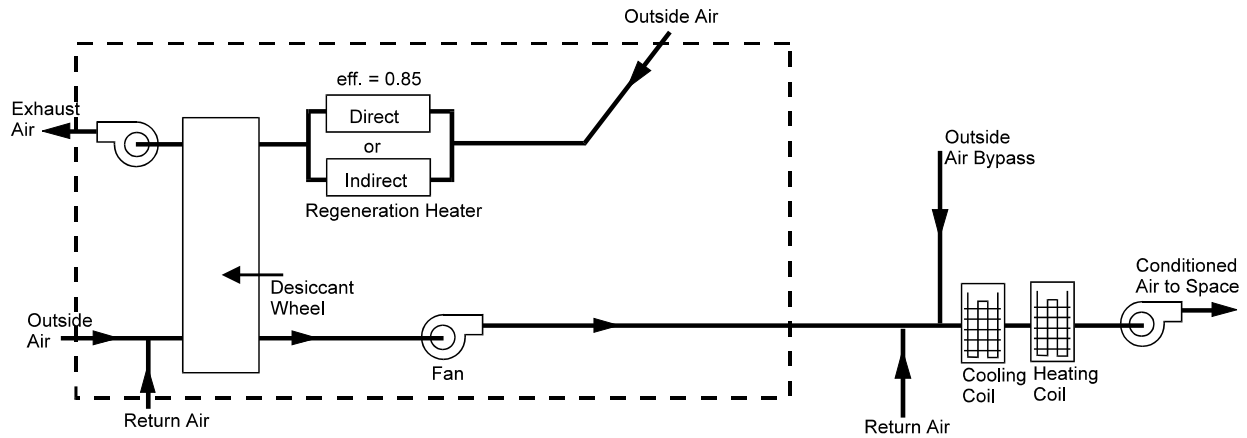 Outside Air
eff. = 0.85
Exhaust
Air
Direct
or
Indirect
Regeneration Heater
Outside
Air Bypass
Desiccant
Wheel
Conditioned
Air to Space
Outside
Air
Fan
Cooling
Coil
Heating
Coil
Return Air
Return Air